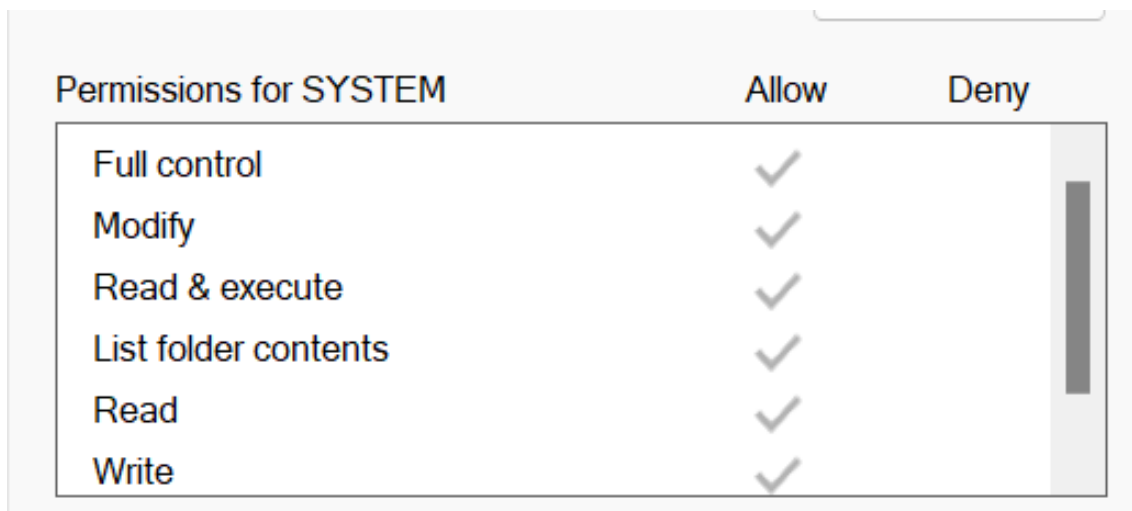 Permissions for SYSTEM Allow Deny
Full control
Modify
Read & execute
List folder contents
Read
Write